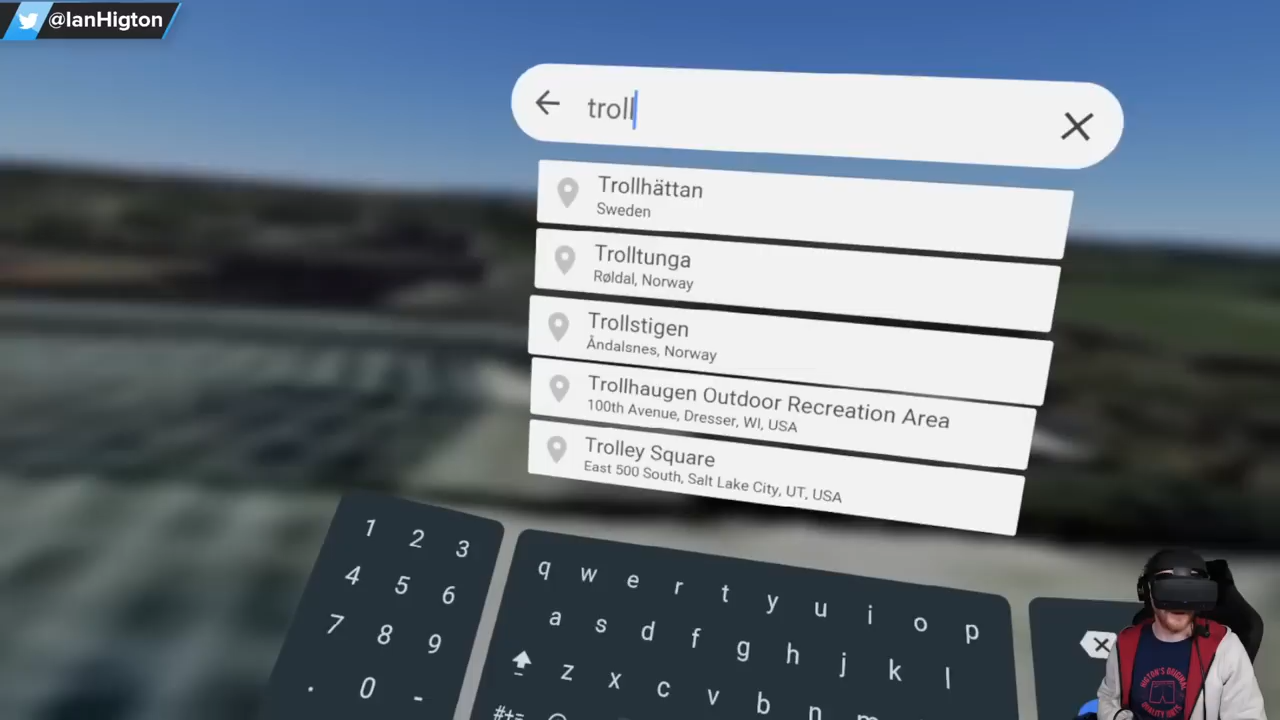 @IanHigton
troll
Trollhättan
Sweden
Trolltunga
Røldal, Norway
Trollstigen
Åndalsnes, Norway
Trollhaugen Outdoor Recreation Area
100th Avenue, Dresser, WI, USA
Trolley Square
East 500 South, Salt Lake City, UT, USA
1 2 3
4 5 6
7 8 9
. 0 -
q w e r t y u i o p
a s d f g h j k l
z x c v b n m
#+=
HIGTON'S ORIGINAL